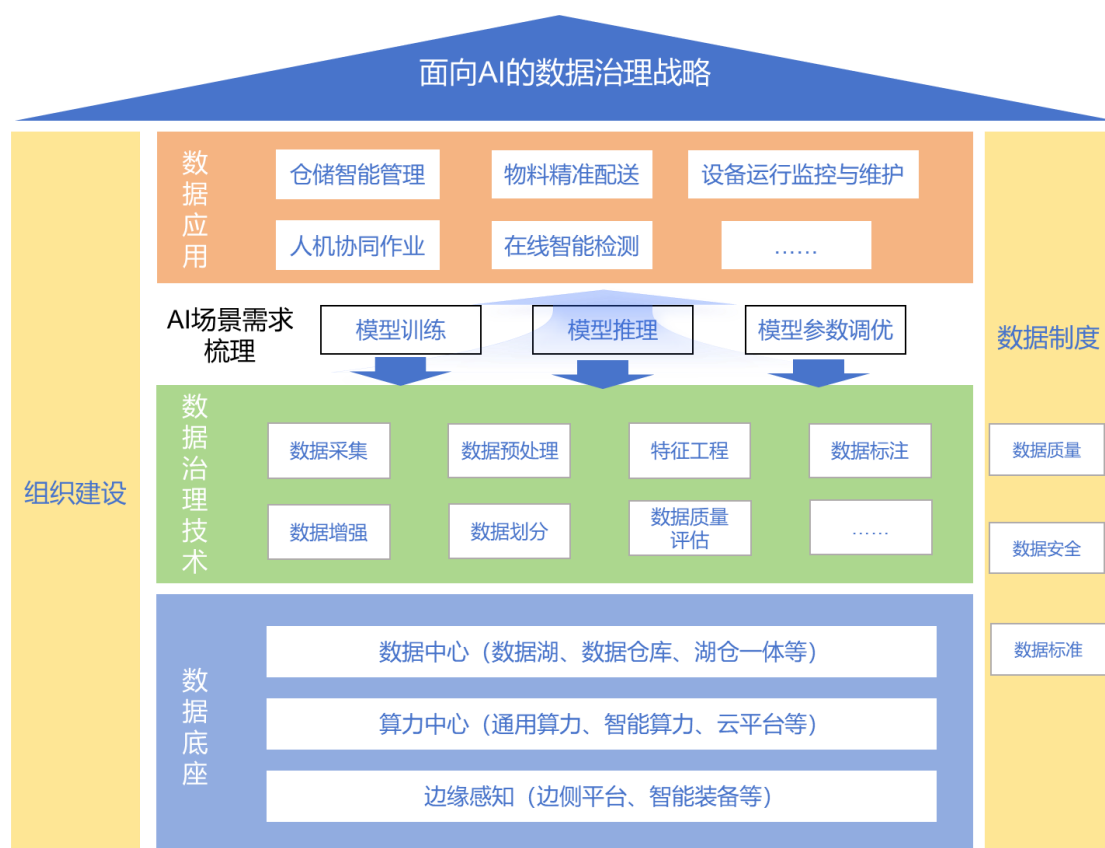 面向AI的数据治理战略
组织建设
数据应用
仓储智能管理
物料精准配送
设备运行监控与维护
人机协同作业
在线智能检测
……
AI场景需求
梳理
模型训练
模型推理
模型参数调优
数据治理技术
数据采集
数据预处理
特征工程
数据标注
数据增强
数据划分
数据质量
评估
……
数据底座
数据中心（数据湖、数据仓库、湖仓一体等）
算力中心（通用算力、智能算力、云平台等）
边缘感知（边侧平台、智能装备等）
数据制度
数据质量
数据安全
数据标准